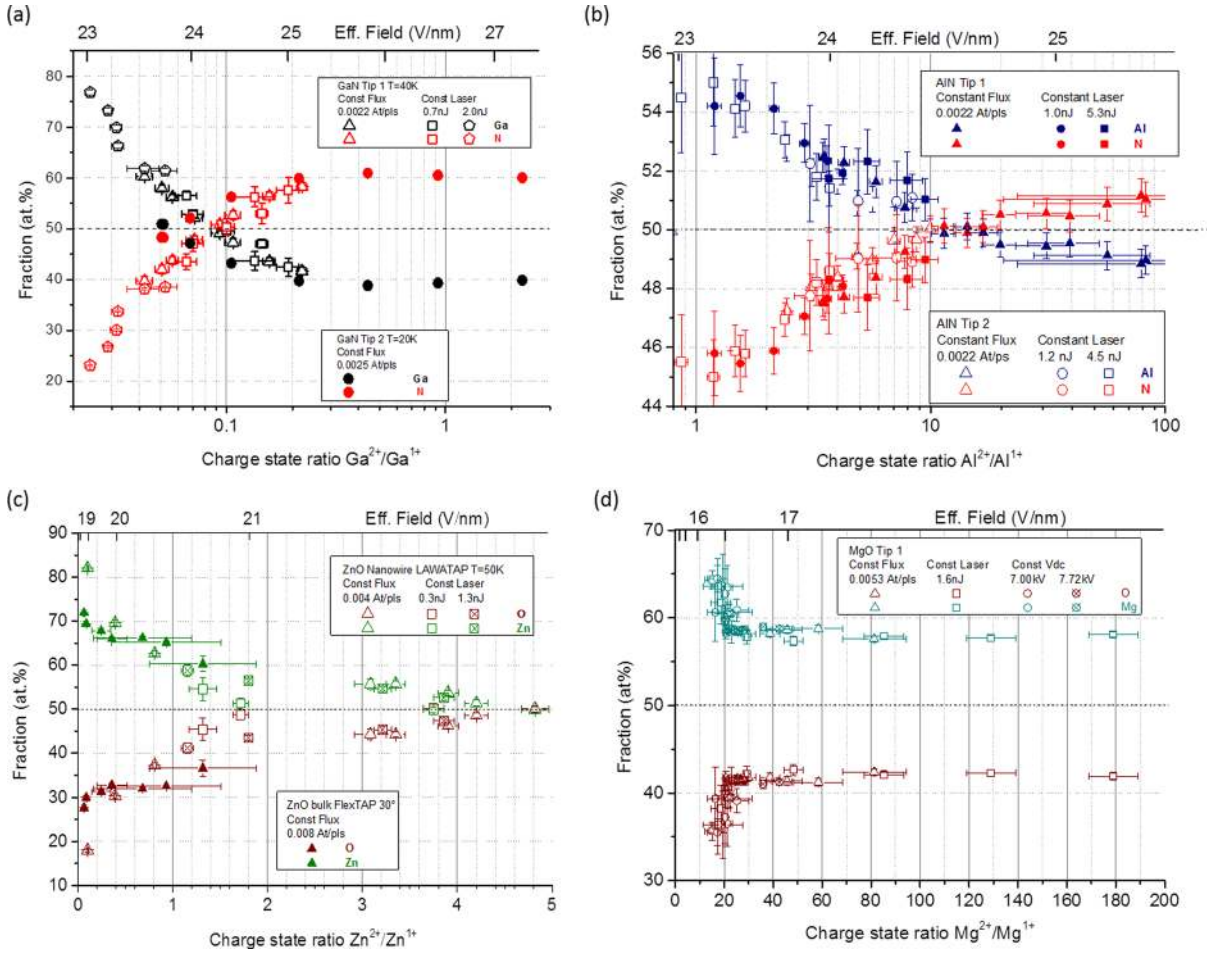 (a)
23 24 25 Eff. Field (V/nm) 27
90
80
70
60
50
40
30
20
Fraction (at.%)
GaN Tip 1 T=40K
Const Flux Const Laser
0.0022 At/pls 0.7nJ 2.0nJ
Ga
N
GaN Tip 2 T=20K
Const Flux
0.0025 At/pls
Ga
N
0.1 1
Charge state ratio Ga2+/Ga1+
(b)
23 24 Eff. Field (V/nm) 25
56
54
52
50
48
46
44
Fraction (at.%)
AlN Tip 1
Constant Flux Constant Laser
0.0022 At/pls 1.0nJ 5.3nJ
Al
N
AlN Tip 2
Constant Flux Constant Laser
0.0022 At/ps 1.2 nJ 4.5 nJ
Al
N
1 10 100
Charge state ratio Al2+/Al1+
(c)
19 20 21 Eff. Field (V/nm)
100
90
80
70
60
50
40
30
20
10
Fraction (at.%)
ZnO Nanowire LAWATAP T=50K
Const Flux Const Laser
0.004 At/pls 0.3nJ 1.3nJ
O
Zn
ZnO bulk FlexTAP 30°
Const Flux
0.008 At/pls
O
Zn
0 1 2 3 4 5
Charge state ratio Zn2+/Zn1+
(d)
16 17 Eff. Field (V/nm)
70
60
50
40
30
Fraction (at%)
MgO Tip 1
Const Flux Const Laser Const Vdc
0.0053 At/pls 1.6nJ 7.00kV 7.72kV
O
Mg
0 20 40 60 80 100 120 140 160 180 200
Charge state ratio Mg2+/Mg1+